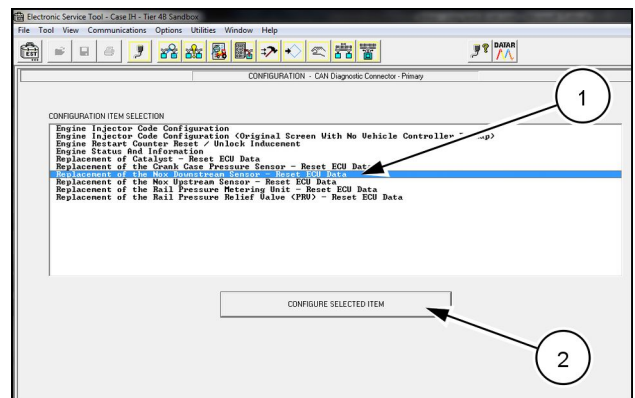 Electronic Service Tool - Case IH - Tier 4B Sandbox
File Tool View Communications Options Utilities Window Help
EST
DATAR
CONFIGURATION - CAN Diagnostic Connector - Primary
1
CONFIGURATION ITEM SELECTION
Engine Injector Code Configuration
Engine Injector Code Configuration (Original Screen With No Vehicle Controller
Engine Restart Counter Reset / Unlock Inducement
Engine Status And Information
Replacement of Catalyst - Reset ECU Data
Replacement of the Crank Case Pressure Sensor - Reset ECU Data
Replacement of the Nox Downstream Sensor - Reset ECU Data
Replacement of the Nox Upstream Sensor - Reset ECU Data
Replacement of the Rail Pressure Metering Unit - Reset ECU Data
Replacement of the Rail Pressure Relief Valve (PRV) - Reset ECU Data
CONFIGURE SELECTED ITEM
2